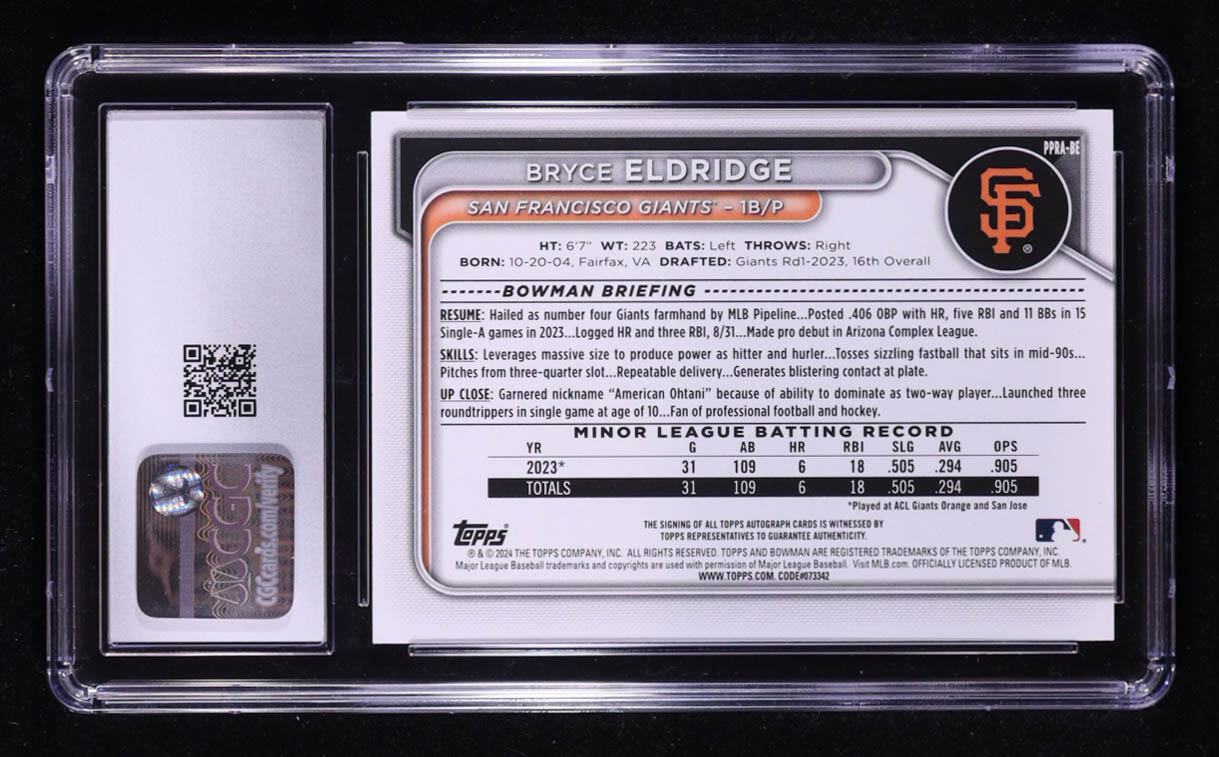 PPRA-BE
BRYCE ELDRIDGE
SAN FRANCISCO GIANTS™ – 1B/P
SF®
HT: 6'7" WT: 223 BATS: Left THROWS: Right
BORN: 10-20-04, Fairfax, VA DRAFTED: Giants Rd1-2023, 16th Overall
-------BOWMAN BRIEFING-------
RESUME: Hailed as number four Giants farmhand by MLB Pipeline...Posted .406 OBP with HR, five RBI and 11 BBs in 15
Single-A games in 2023...Logged HR and three RBI, 8/31...Made pro debut in Arizona Complex League.
SKILLS: Leverages massive size to produce power as hitter and hurler...Tosses sizzling fastball that sits in mid-90s...
Pitches from three-quarter slot...Repeatable delivery...Generates blistering contact at plate.
UP CLOSE: Garnered nickname “American Ohtani” because of ability to dominate as two-way player...Launched three
roundtrippers in single game at age of 10...Fan of professional football and hockey.
MINOR LEAGUE BATTING RECORD
YR G AB HR RBI SLG AVG OPS
2023* 31 109 6 18 .505 .294 .905
TOTALS 31 109 6 18 .505 .294 .905
*Played at ACL Giants Orange and San Jose
Topps®
THE SIGNING OF ALL TOPPS AUTOGRAPH CARDS IS WITNESSED BY
TOPPS REPRESENTATIVES TO GUARANTEE AUTHENTICITY.
® & © 2024 THE TOPPS COMPANY, INC. ALL RIGHTS RESERVED. TOPPS AND BOWMAN ARE REGISTERED TRADEMARKS OF THE TOPPS COMPANY, INC.
Major League Baseball trademarks and copyrights are used with permission of Major League Baseball. Visit MLB.com. OFFICIALLY LICENSED PRODUCT OF MLB.
WWW.TOPPS.COM. CODE#073342
CGC
CGCcards.com/verify